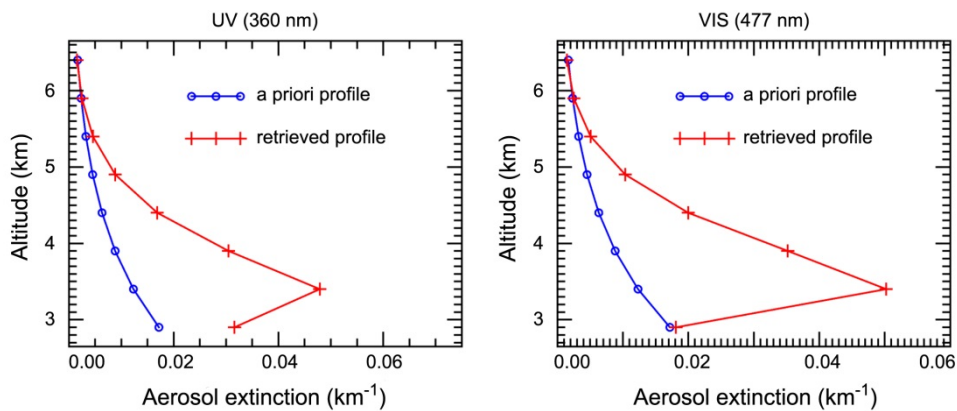 UV (360 nm)
6
5
4
3
Altitude (km)
a priori profile
retrieved profile
0.00 0.02 0.04 0.06
Aerosol extinction (km⁻¹)
VIS (477 nm)
6
5
4
3
Altitude (km)
a priori profile
retrieved profile
0.00 0.02 0.04 0.06
Aerosol extinction (km⁻¹)